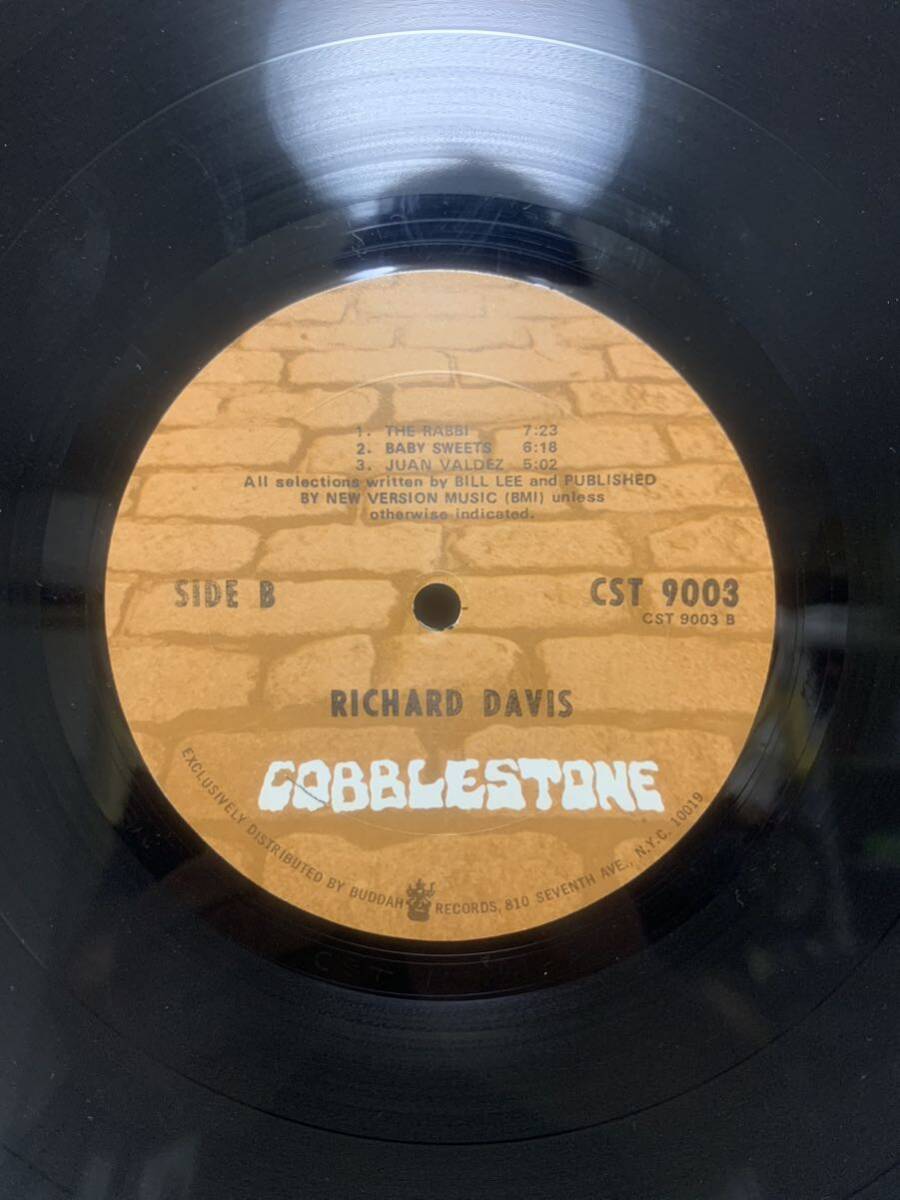 1. THE RABBI 7:23
2. BABY SWEETS 6:18
3. JUAN VALDEZ 5:02
All selections written by BILL LEE and PUBLISHED
BY NEW VERSION MUSIC (BMI) unless
otherwise indicated.
SIDE B
CST 9003
CST 9003 B
RICHARD DAVIS
COBBLESTONE
EXCLUSIVELY DISTRIBUTED BY BUDDAH RECORDS, 810 SEVENTH AVE., N.Y.C. 10019
CST